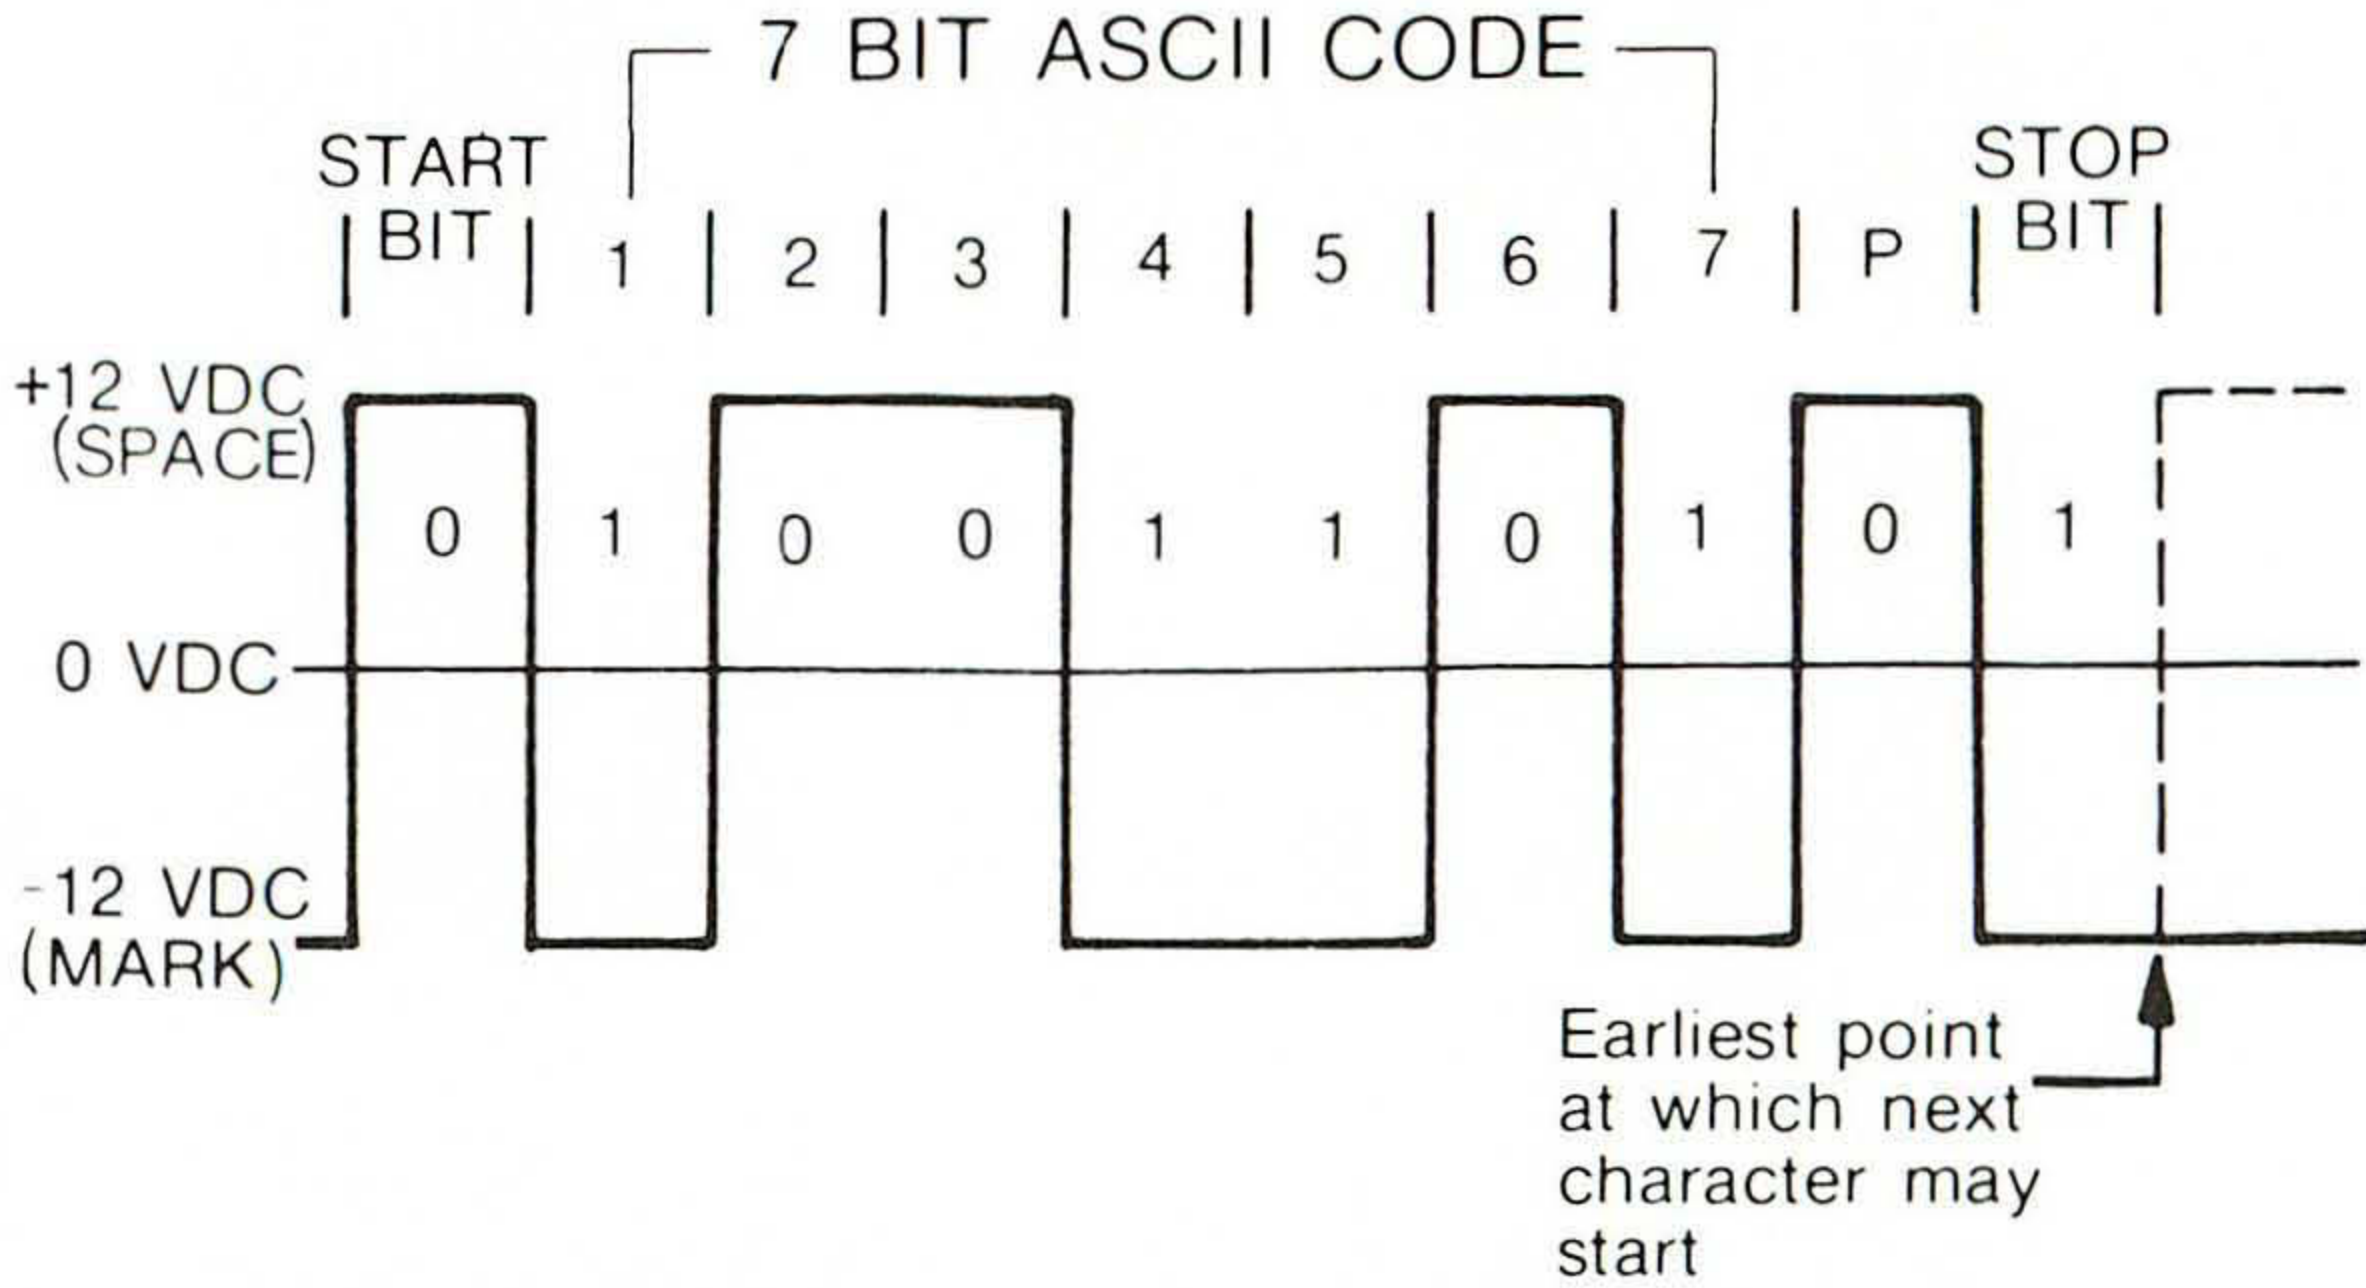 7 BIT ASCII CODE
START
BIT
STOP
BIT
1 2 3 4 5 6 7 P
+12 VDC
(SPACE)
0 1 0 0 1 1 0 1 0 1
0 VDC
-12 VDC
(MARK)
Earliest point
at which next
character may
start